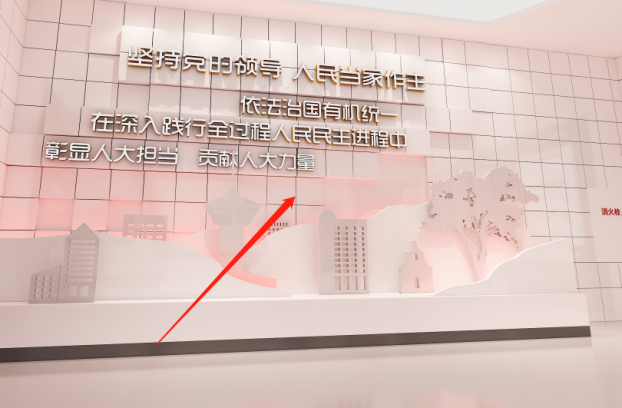 坚持党的领导 人民当家作主
依法治国有机统一
在深入践行全过程人民民主进程中
彰显人大担当 贡献人大力量
消火栓